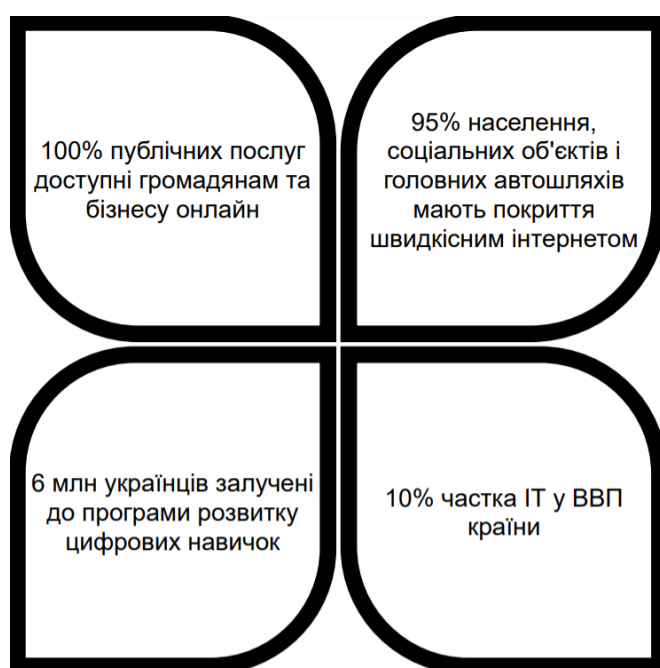 100% публічних послуг
доступні громадянам та
бізнесу онлайн
95% населення,
соціальних об'єктів і
головних автошляхів
мають покриття
швидкісним інтернетом
6 млн українців залучені
до програми розвитку
цифрових навичок
10% частка ІТ у ВВП
країни